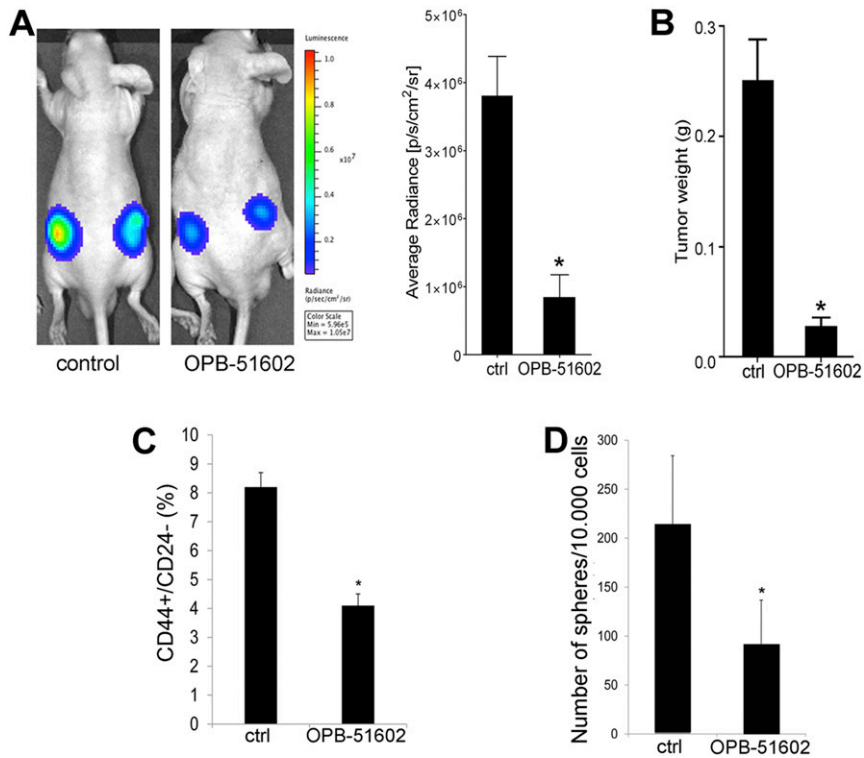 A
Luminescence
1.0
0.8
x10⁷
0.6
0.4
0.2
Radiance
(p/sec/cm²/sr)
Color Scale
Min = 5.96e5
Max = 1.05e7
control
OPB-51602
Average Radiance [p/s/cm²/sr]
5×10⁶
4×10⁶
3×10⁶
2×10⁶
1×10⁶
0
*
ctrl
OPB-51602
B
Tumor weight (g)
0.3
0.2
0.1
0.0
*
ctrl
OPB-51602
C
CD44+/CD24- (%)
10
9
8
7
6
5
4
3
2
1
0
*
ctrl
OPB-51602
D
Number of spheres/10.000 cells
300
250
200
150
100
50
0
*
ctrl
OPB-51602